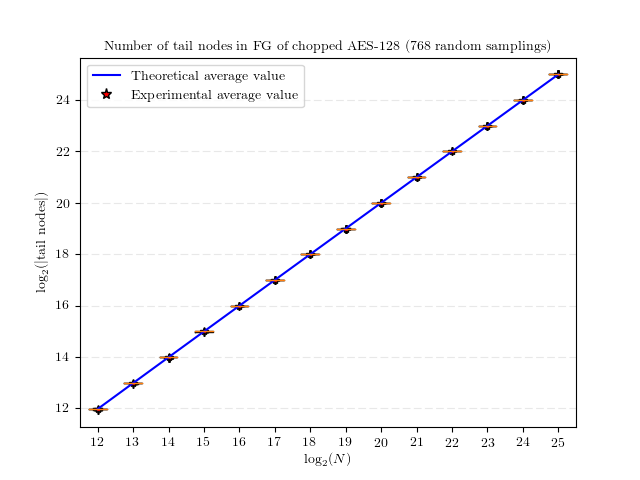 Number of tail nodes in FG of chopped AES-128 (768 random samplings)
Theoretical average value
Experimental average value
log₂(|tail nodes|)
24
22
20
18
16
14
12
12 13 14 15 16 17 18 19 20 21 22 23 24 25
log₂(N)